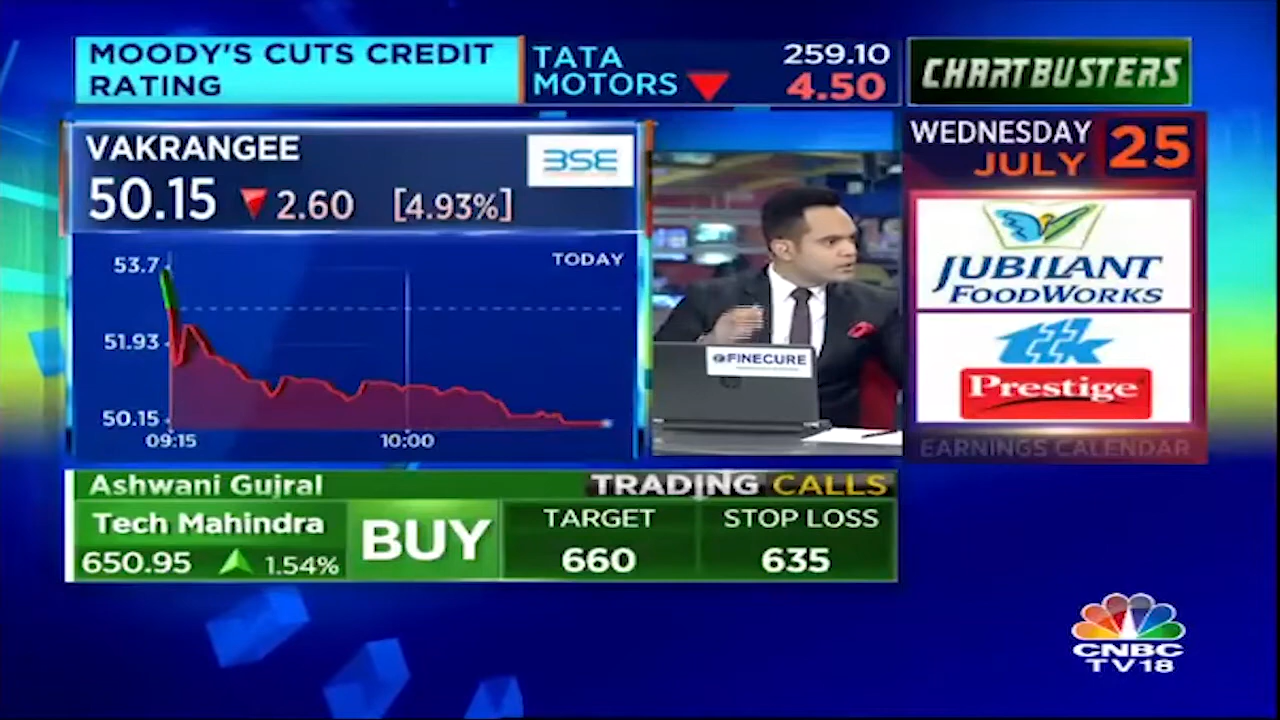 MOODY'S CUTS CREDIT
RATING
TATA
MOTORS
259.10
4.50
CHARTBUSTERS
VAKRANGEE
50.15 2.60 [4.93%]
BSE
TODAY
53.7
51.93
50.15
09:15 10:00
FINECURE
WEDNESDAY
JULY
25
JUBILANT
FOODWORKS
ttk
Prestige
EARNINGS CALENDAR
Ashwani Gujral
TRADING CALLS
Tech Mahindra
650.95 1.54%
BUY
TARGET
660
STOP LOSS
635
CNBC
TV18